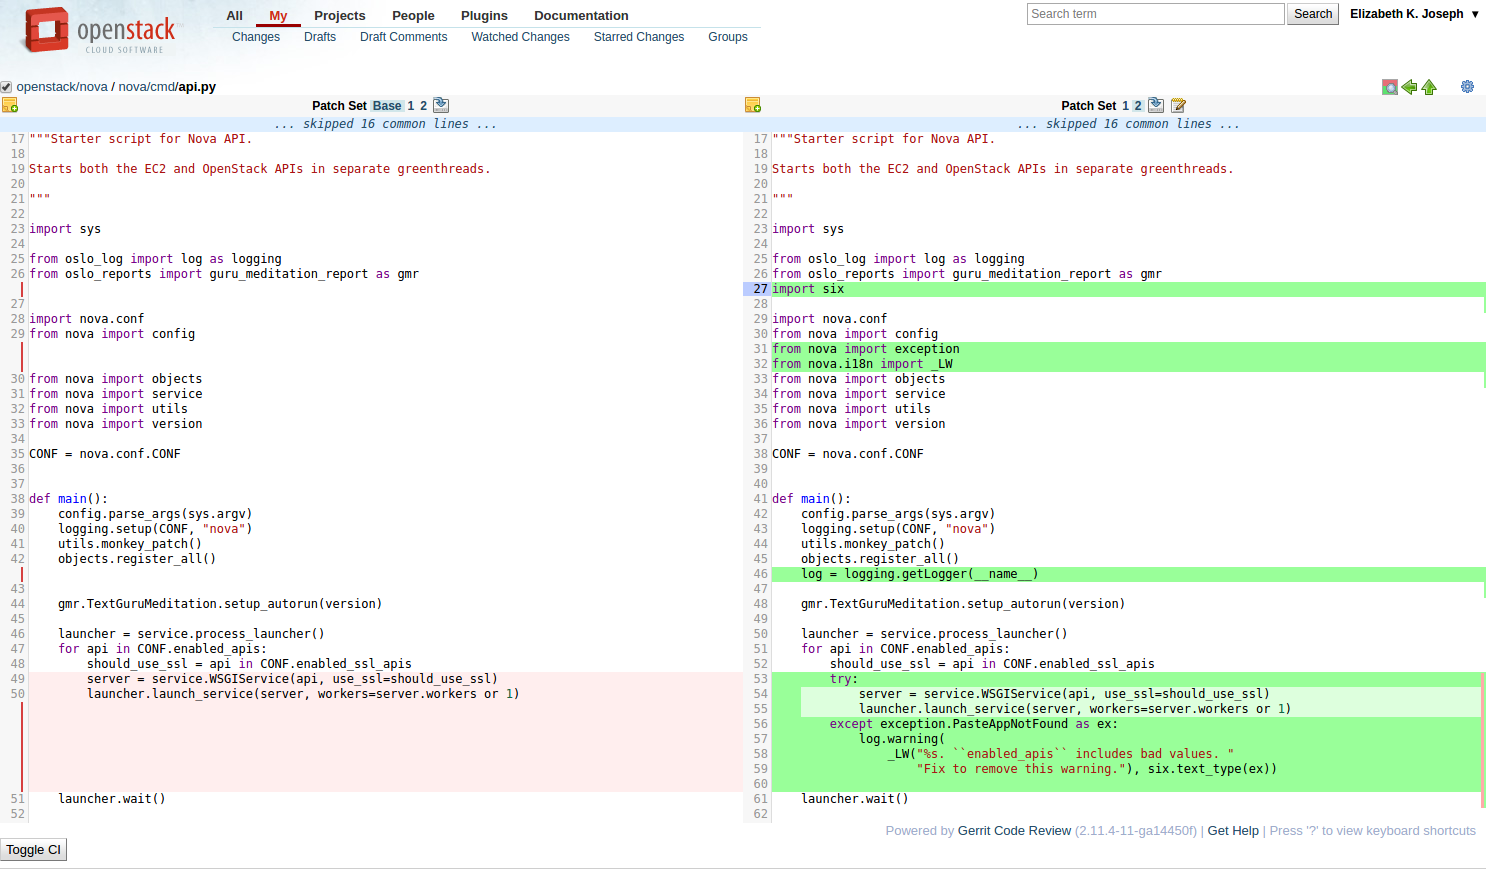 openstack
CLOUD SOFTWARE
All My Projects People Plugins Documentation
Changes Drafts Draft Comments Watched Changes Starred Changes Groups
Search term Search Elizabeth K. Joseph ▼
openstack/nova / nova/cmd/api.py
Patch Set Base 1 2
... skipped 16 common lines ...
17 """Starter script for Nova API.
18
19 Starts both the EC2 and OpenStack APIs in separate greenthreads.
20
21 """
22
23 import sys
24
25 from oslo_log import log as logging
26 from oslo_reports import guru_meditation_report as gmr
27
28 import nova.conf
29 from nova import config
30 from nova import objects
31 from nova import service
32 from nova import utils
33 from nova import version
34
35 CONF = nova.conf.CONF
36
37
38 def main():
39     config.parse_args(sys.argv)
40     logging.setup(CONF, "nova")
41     utils.monkey_patch()
42     objects.register_all()
43
44     gmr.TextGuruMeditation.setup_autorun(version)
45
46     launcher = service.process_launcher()
47     for api in CONF.enabled_apis:
48         should_use_ssl = api in CONF.enabled_ssl_apis
49         server = service.WSGIService(api, use_ssl=should_use_ssl)
50         launcher.launch_service(server, workers=server.workers or 1)
51     launcher.wait()
52
Patch Set 1 2
... skipped 16 common lines ...
17 """Starter script for Nova API.
18
19 Starts both the EC2 and OpenStack APIs in separate greenthreads.
20
21 """
22
23 import sys
24
25 from oslo_log import log as logging
26 from oslo_reports import guru_meditation_report as gmr
27 import six
28
29 import nova.conf
30 from nova import config
31 from nova import exception
32 from nova.i18n import _LW
33 from nova import objects
34 from nova import service
35 from nova import utils
36 from nova import version
37
38 CONF = nova.conf.CONF
39
40
41 def main():
42     config.parse_args(sys.argv)
43     logging.setup(CONF, "nova")
44     utils.monkey_patch()
45     objects.register_all()
46     log = logging.getLogger(__name__)
47
48     gmr.TextGuruMeditation.setup_autorun(version)
49
50     launcher = service.process_launcher()
51     for api in CONF.enabled_apis:
52         should_use_ssl = api in CONF.enabled_ssl_apis
53         try:
54             server = service.WSGIService(api, use_ssl=should_use_ssl)
55             launcher.launch_service(server, workers=server.workers or 1)
56         except exception.PasteAppNotFound as ex:
57             log.warning(
58                 _LW("%s. ``enabled_apis`` includes bad values. "
59                     "Fix to remove this warning."), six.text_type(ex))
60
61     launcher.wait()
62
Powered by Gerrit Code Review (2.11.4-11-ga14450f) | Get Help | Press '?' to view keyboard shortcuts
Toggle CI